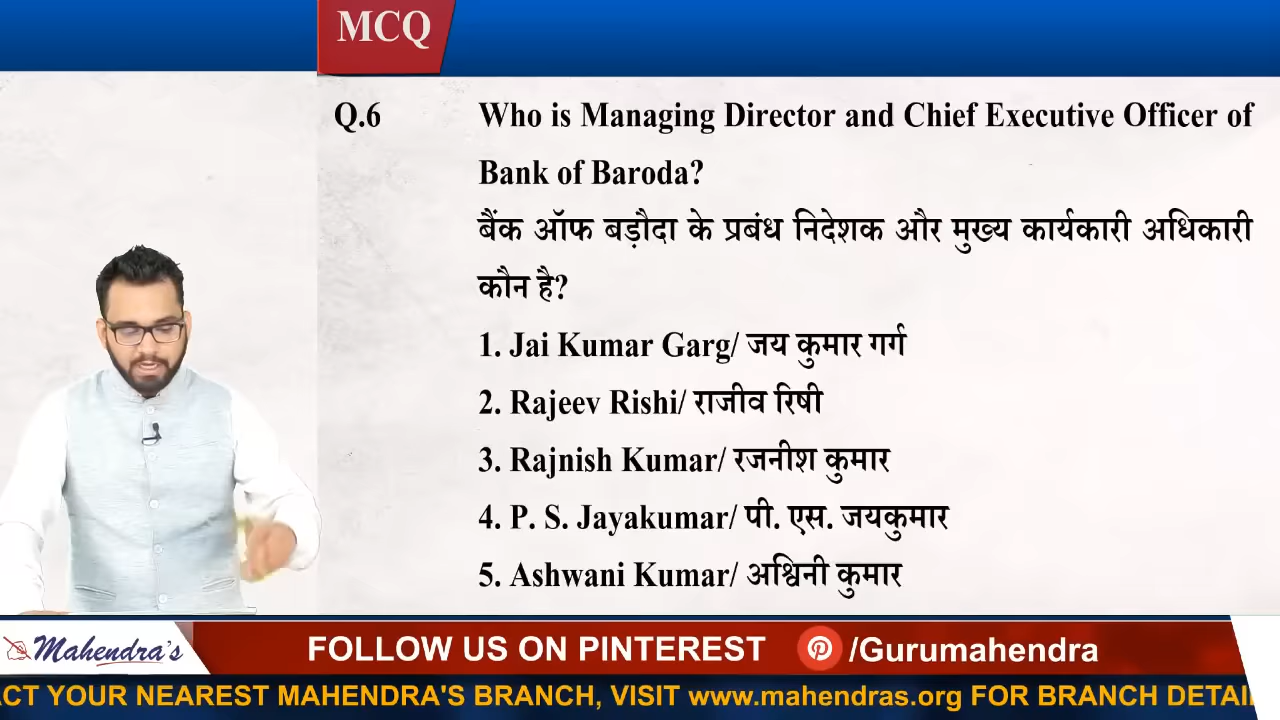 MCQ
Q.6 Who is Managing Director and Chief Executive Officer of
Bank of Baroda?
बैंक ऑफ बड़ौदा के प्रबंध निदेशक और मुख्य कार्यकारी अधिकारी
कौन है?
1. Jai Kumar Garg/ जय कुमार गर्ग
2. Rajeev Rishi/ राजीव रिषी
3. Rajnish Kumar/ रजनीश कुमार
4. P. S. Jayakumar/ पी. एस. जयकुमार
5. Ashwani Kumar/ अश्विनी कुमार
Mahendra's FOLLOW US ON PINTEREST /Gurumahendra
YOUR NEAREST MAHENDRA'S BRANCH, VISIT www.mahendras.org FOR BRANCH